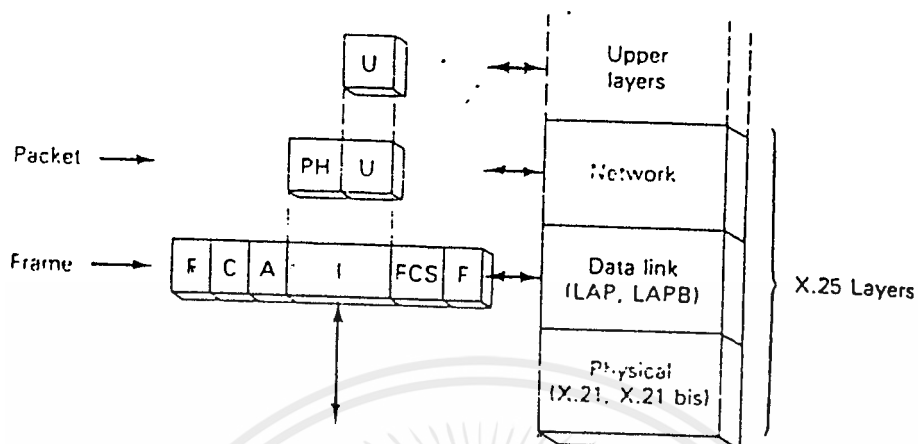 U
Upper
layers
Packet
PH U
Network
Frame
F C A I FCS F
Data link
(LAP, LAPB)
X.25 Layers
Physical
(X.21, X.21 bis)